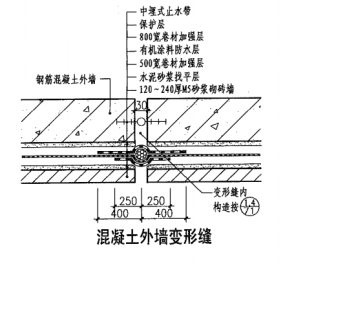 中埋式止水带
保护层
800宽卷材加强层
有机涂料防水层
500宽卷材加强层
水泥砂浆找平层
120-240厚M5砂浆砌砖墙
钢筋混凝土外墙
30
变形缝内
构造按
1.4
1
250 250
400 400
混凝土外墙变形缝